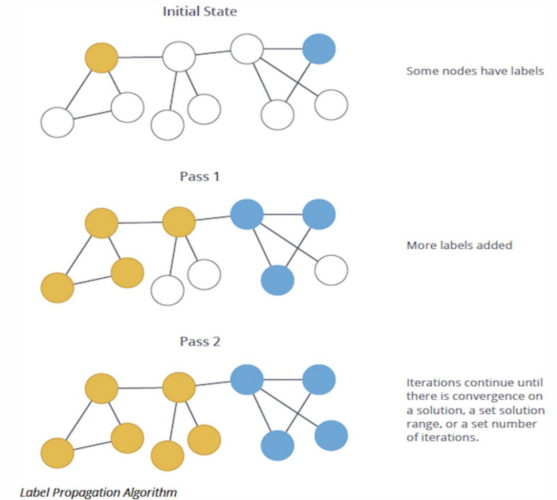 Initial State
Some nodes have labels
Pass 1
More labels added
Pass 2
Iterations continue until
there is convergence on
a solution, a set solution
range, or a set number
of iterations.
Label Propagation Algorithm